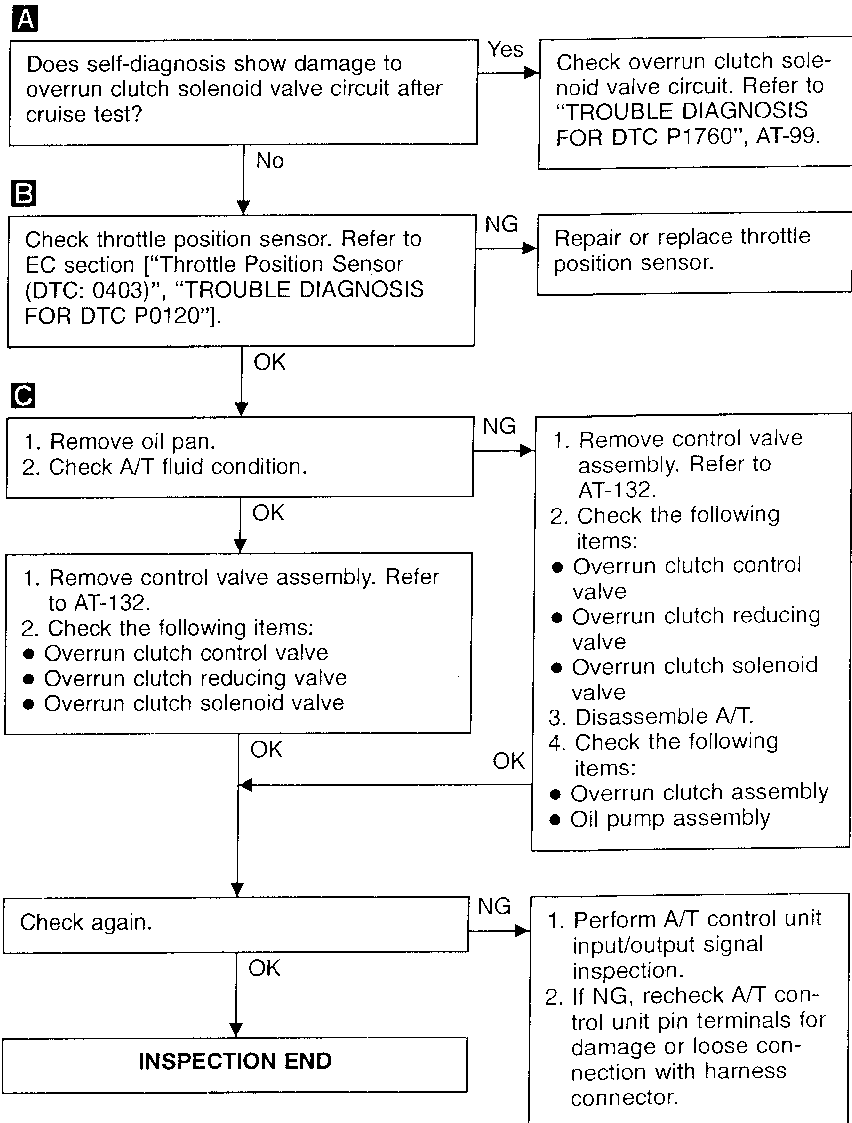 A
Does self-diagnosis show damage to
overrun clutch solenoid valve circuit after
cruise test?
Yes
Check overrun clutch sole-
noid valve circuit. Refer to
“TROUBLE DIAGNOSIS
FOR DTC P1760”, AT-99.
No
B
Check throttle position sensor. Refer to
EC section [“Throttle Position Sensor
(DTC: 0403)”, “TROUBLE DIAGNOSIS
FOR DTC P0120”].
NG
Repair or replace throttle
position sensor.
OK
C
1. Remove oil pan.
2. Check A/T fluid condition.
NG
1. Remove control valve
assembly. Refer to
AT-132.
2. Check the following
items:
● Overrun clutch control
valve
● Overrun clutch reducing
valve
● Overrun clutch solenoid
valve
3. Disassemble A/T.
4. Check the following
items:
● Overrun clutch assembly
● Oil pump assembly
OK
1. Remove control valve assembly. Refer
to AT-132.
2. Check the following items:
● Overrun clutch control valve
● Overrun clutch reducing valve
● Overrun clutch solenoid valve
OK
OK
Check again.
NG
1. Perform A/T control unit
input/output signal
inspection.
2. If NG, recheck A/T con-
trol unit pin terminals for
damage or loose con-
nection with harness
connector.
OK
INSPECTION END